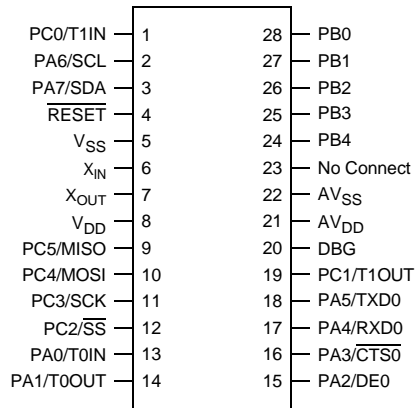 PC0/T1IN 1 28 PB0
PA6/SCL 2 27 PB1
PA7/SDA 3 26 PB2
R̅E̅S̅E̅T̅ 4 25 PB3
VSS 5 24 PB4
XIN 6 23 No Connect
XOUT 7 22 AVSS
VDD 8 21 AVDD
PC5/MISO 9 20 DBG
PC4/MOSI 10 19 PC1/T1OUT
PC3/SCK 11 18 PA5/TXD0
PC2/S̅S̅ 12 17 PA4/RXD0
PA0/T0IN 13 16 PA3/C̅T̅S̅0̅
PA1/T0OUT 14 15 PA2/DE0